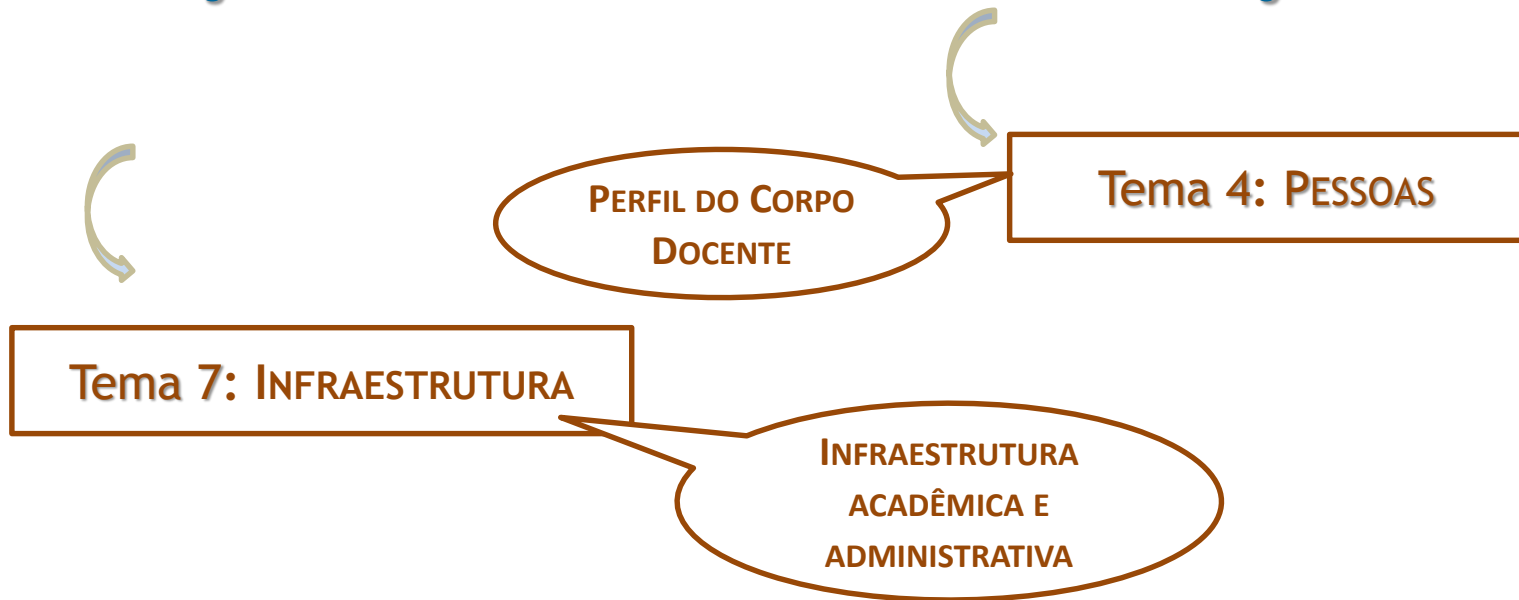 PERFIL DO CORPO
DOCENTE
Tema 4: PESSOAS
Tema 7: INFRAESTRUTURA
INFRAESTRUTURA
ACADÊMICA E
ADMINISTRATIVA